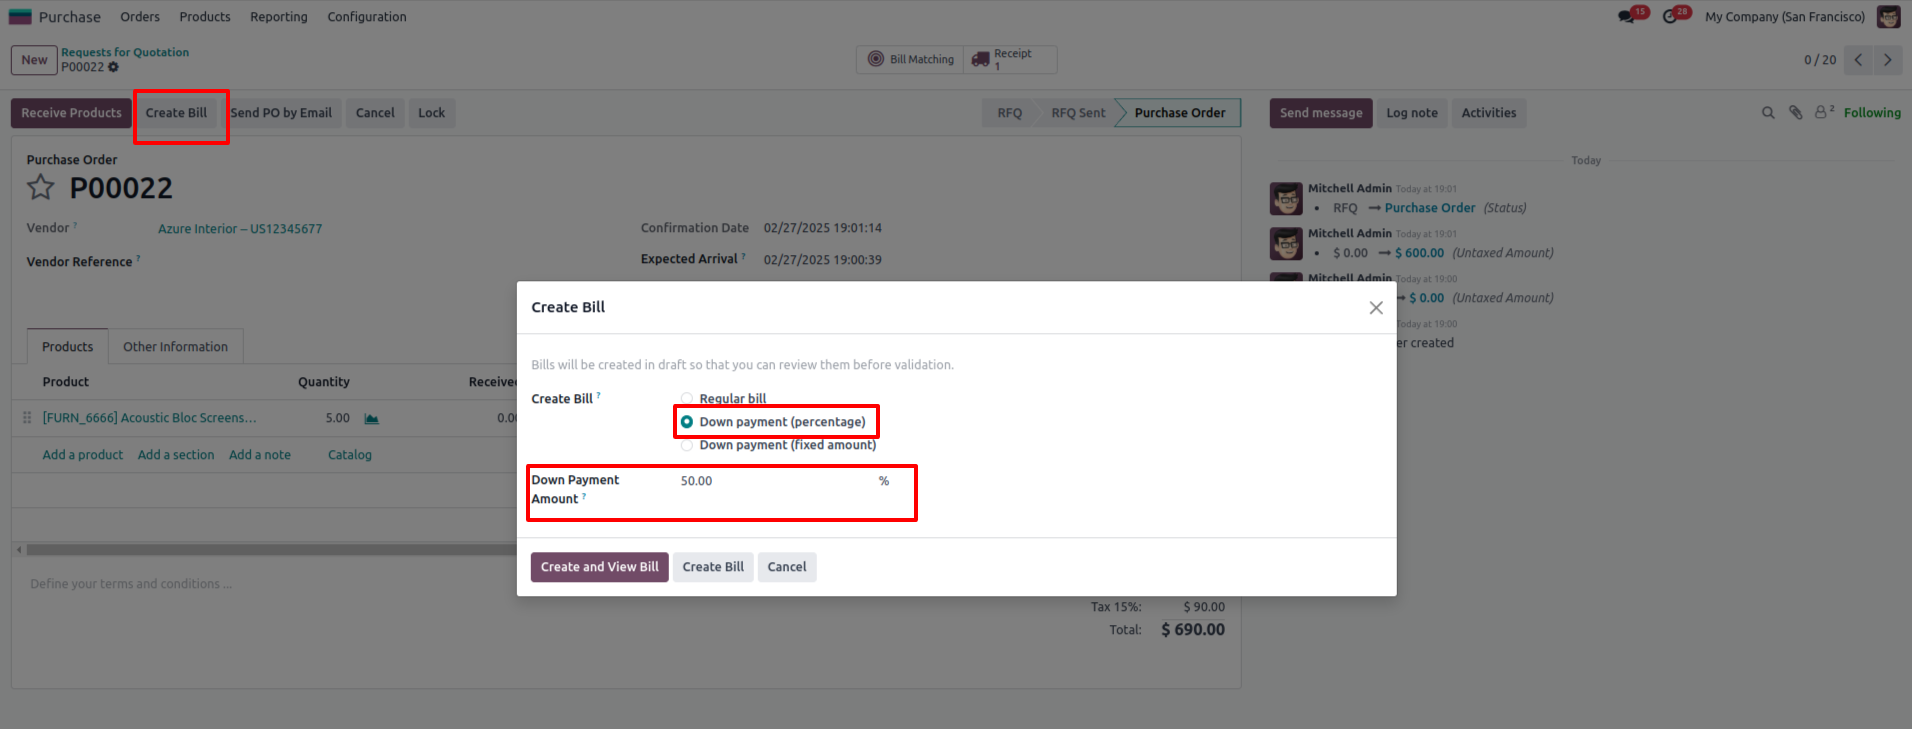 Purchase Orders Products Reporting Configuration 15 28 My Company (San Francisco)
New Requests for Quotation Bill Matching Receipt 0 / 20
P00022 1
Receive Products Create Bill Send PO by Email Cancel Lock RFQ RFQ Sent Purchase Order Send message Log note Activities 2 Following
Purchase Order
P00022
Vendor ? Azure Interior – US12345677 Confirmation Date 02/27/2025 19:01:14
Vendor Reference ? Expected Arrival ? 02/27/2025 19:00:39
Products Other Information
Product Quantity Received
[FURN_6666] Acoustic Bloc Screens... 5.00 0.00
Add a product Add a section Add a note Catalog
Define your terms and conditions ...
Tax 15%: $ 90.00
Total: $ 690.00
Today
Mitchell Admin Today at 19:01
• RFQ → Purchase Order (Status)
Mitchell Admin Today at 19:01
• $ 0.00 → $ 600.00 (Untaxed Amount)
Mitchell Admin Today at 19:00
→ $ 0.00 (Untaxed Amount)
Today at 19:00
er created
Create Bill
Bills will be created in draft so that you can review them before validation.
Create Bill ? Regular bill
Down payment (percentage)
Down payment (fixed amount)
Down Payment 50.00 %
Amount ?
Create and View Bill Create Bill Cancel